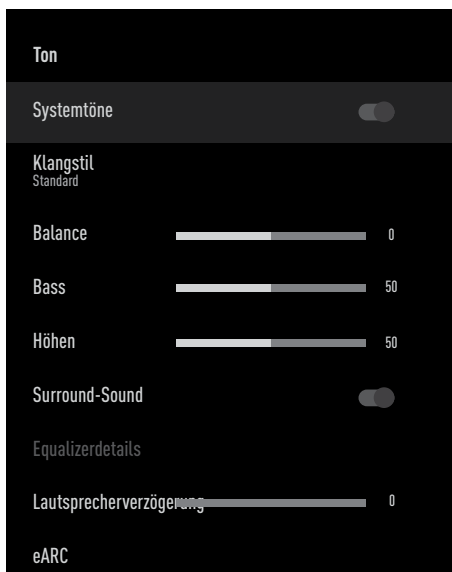 Ton
Systemtöne
Klangstil
Standard
Balance 0
Bass 50
Höhen 50
Surround-Sound
Equalizerdetails
Lautsprecherverzögerung 0
eARC